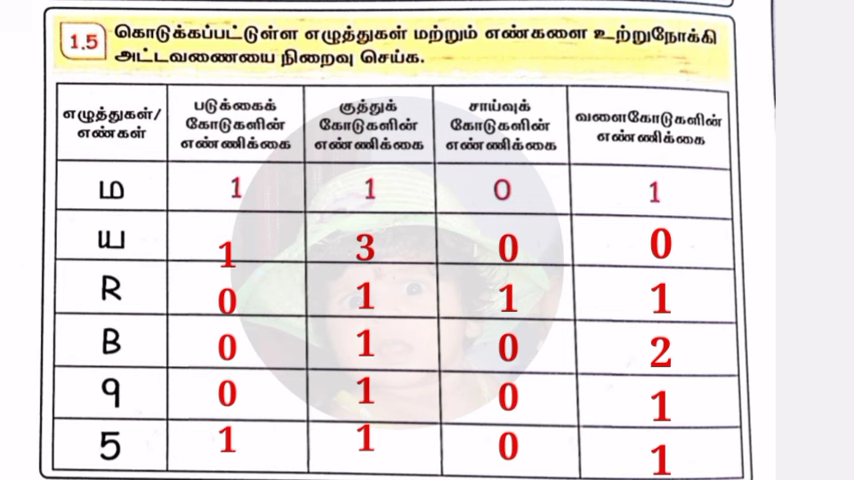 1.5 கொடுக்கப்பட்டுள்ள எழுத்துகள் மற்றும் எண்களை உற்றுநோக்கி
அட்டவணையை நிறைவு செய்க.
எழுத்துகள்/ எண்கள் படுக்கைக் கோடுகளின் எண்ணிக்கை குத்துக் கோடுகளின் எண்ணிக்கை சாய்வுக் கோடுகளின் எண்ணிக்கை வளைகோடுகளின் எண்ணிக்கை
ம 1 1 0 1
ய 1 3 0 0
R 0 1 1 1
B 0 1 0 2
9 0 1 0 1
5 1 1 0 1